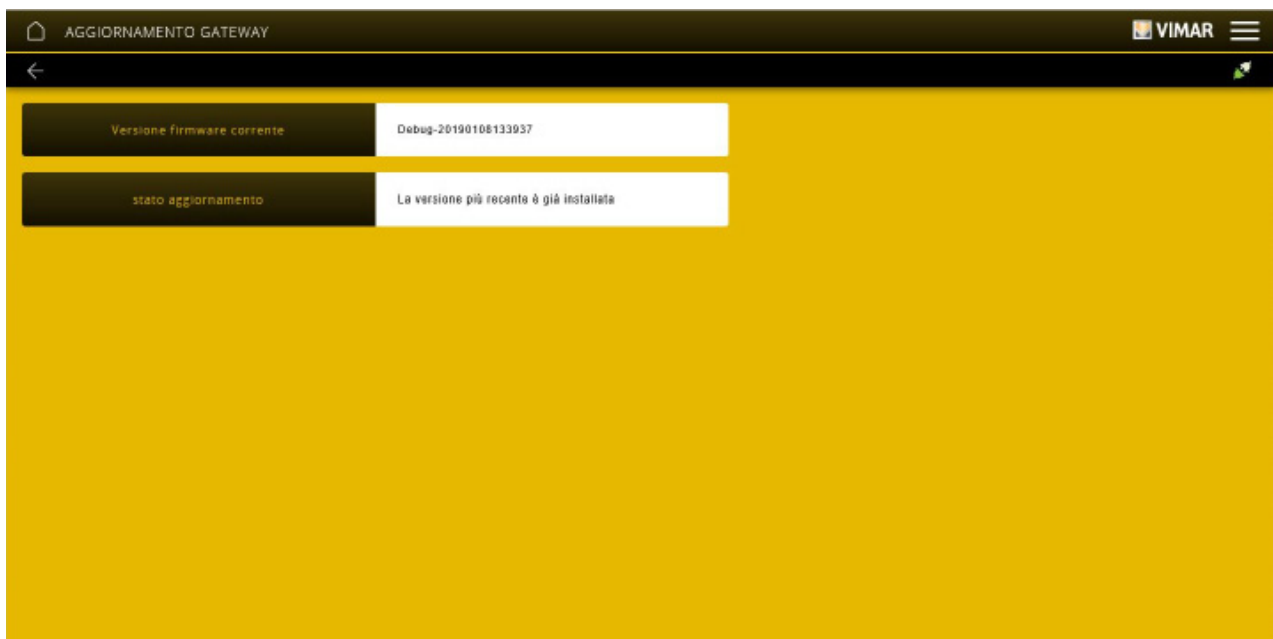 AGGIORNAMENTO GATEWAY
VIMAR
Versione firmware corrente
Debug-20190108133937
stato aggiornamento
La versione più recente è già installata